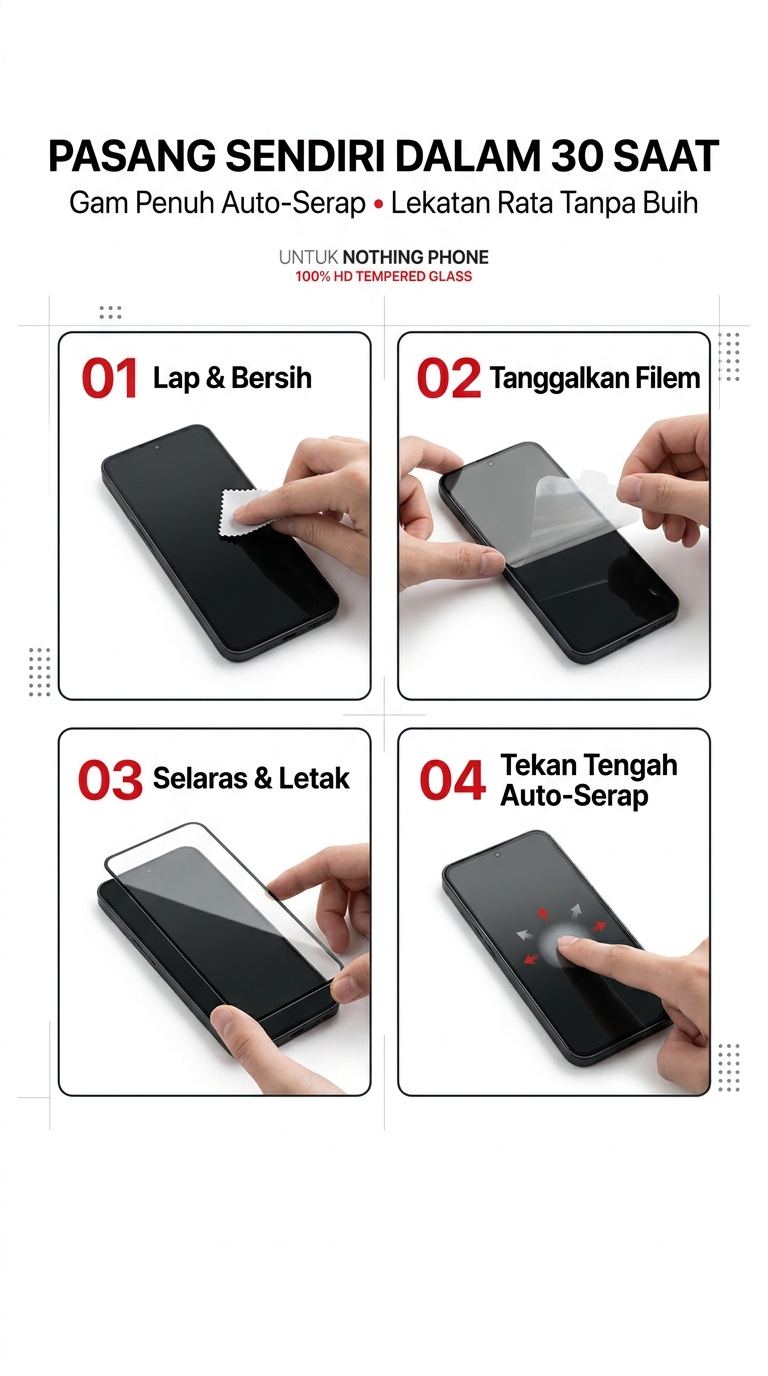 PASANG SENDIRI DALAM 30 SAAT
Gam Penuh Auto-Serap • Lekatan Rata Tanpa Buih
UNTUK NOTHING PHONE
100% HD TEMPERED GLASS
01 Lap & Bersih
02 Tanggalkan Filem
03 Selaras & Letak
04 Tekan Tengah
Auto-Serap